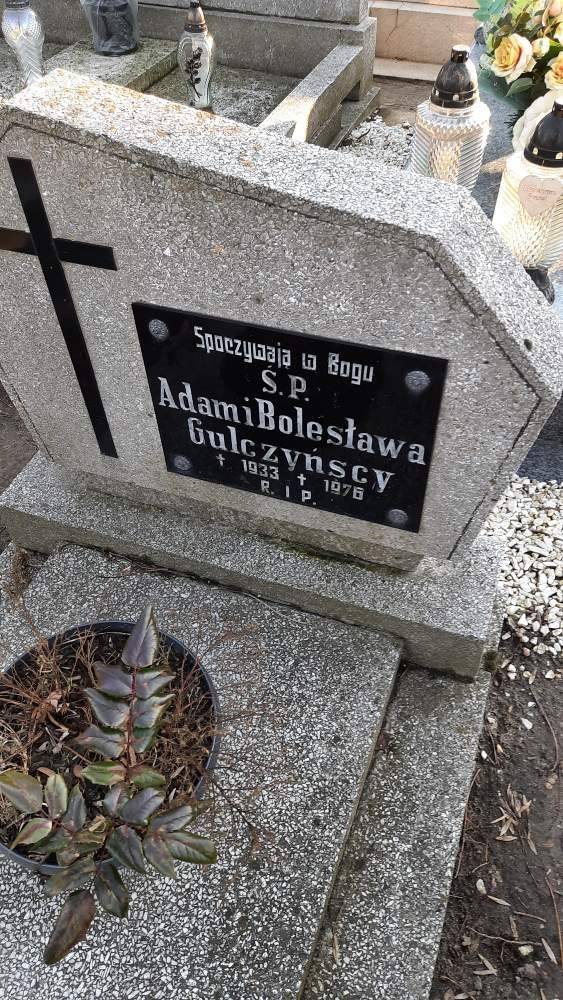 Spoczywają w Bogu
Ś.P.
Adam i Bolesława
Gulczyńscy
✝ 1933 ✝ 1976
R. I P.